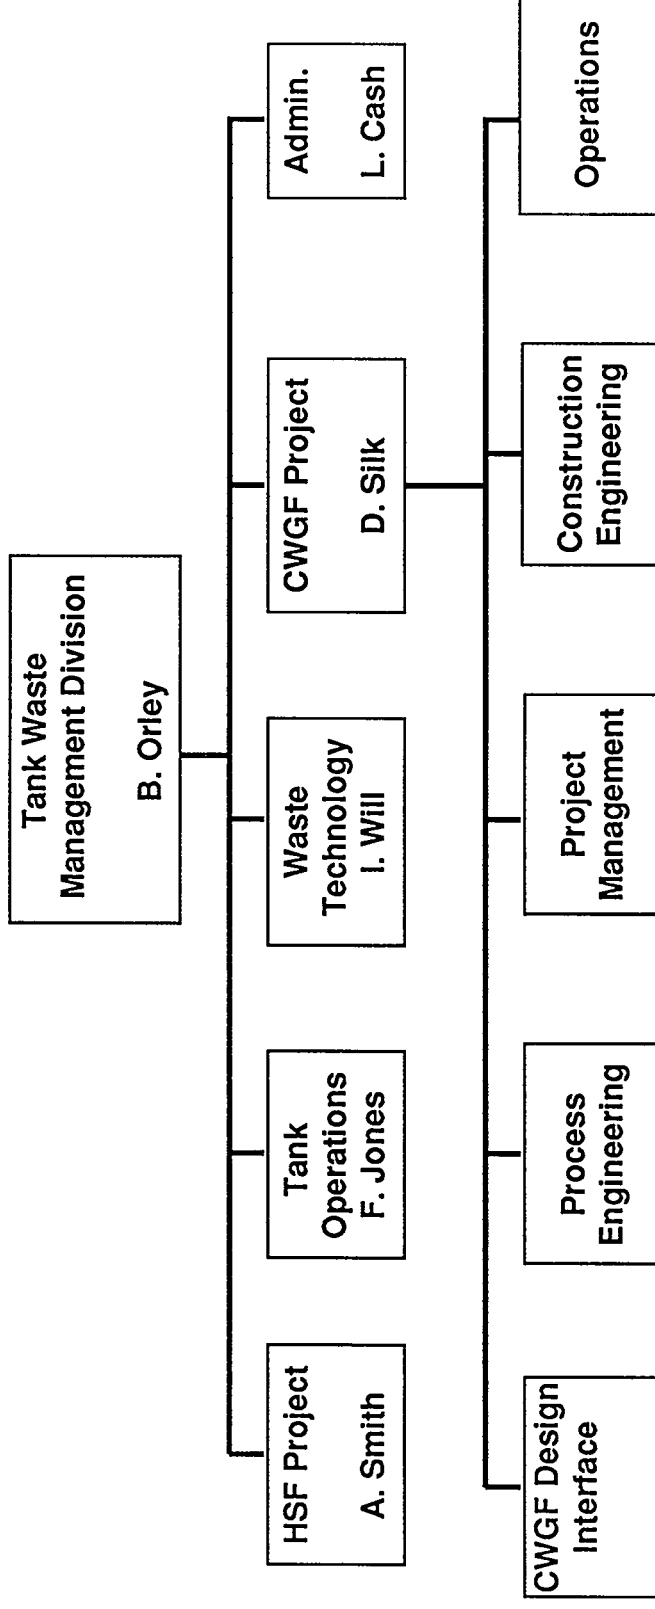 Tank Waste
Management Division
B. Orley
HSF Project
A. Smith
Tank
Operations
F. Jones
Waste
Technology
I. Will
CWGF Project
D. Silk
Admin.
L. Cash
CWGF Design
Interface
Process
Engineering
Project
Management
Construction
Engineering
Operations